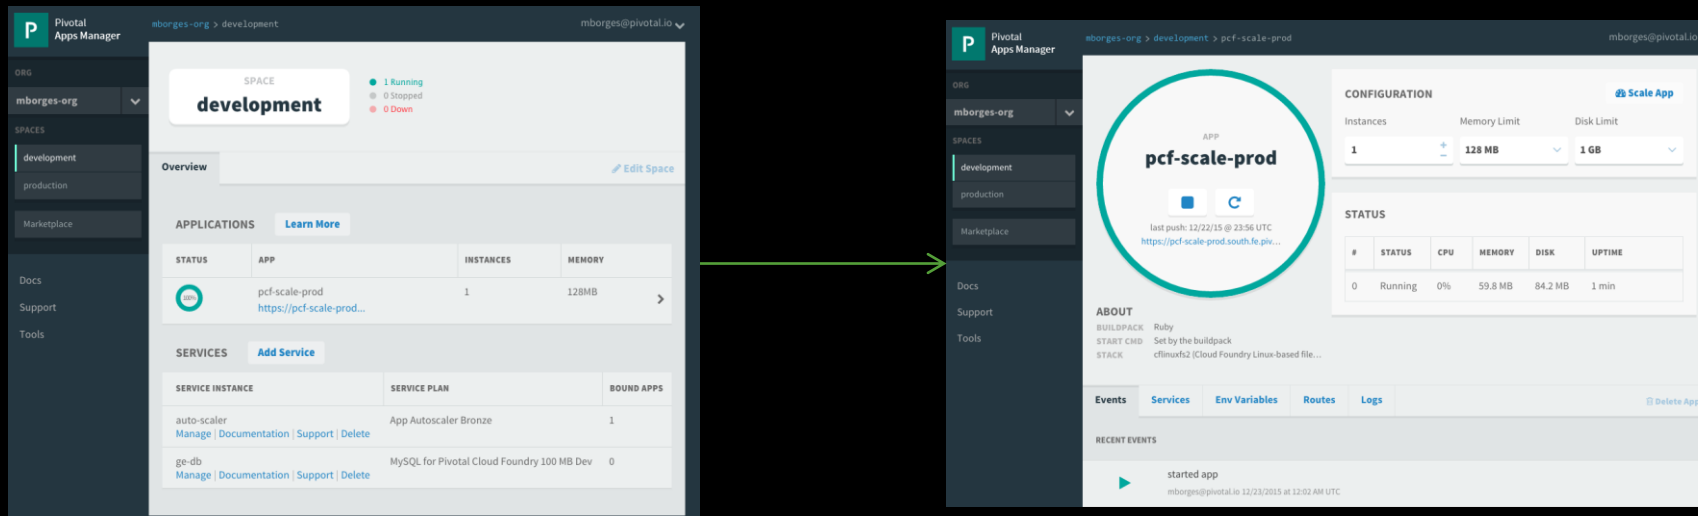 Pivotal
Apps Manager
mborges-org > development
mborges@pivotal.io
ORG
mborges-org
SPACES
development
production
Marketplace
Docs
Support
Tools
SPACE
development
1 Running
0 Stopped
0 Down
Overview
Edit Space
APPLICATIONS Learn More
STATUS APP INSTANCES MEMORY
100% pcf-scale-prod 1 128MB
https://pcf-scale-prod...
SERVICES Add Service
SERVICE INSTANCE SERVICE PLAN BOUND APPS
auto-scaler App Autoscaler Bronze 1
Manage | Documentation | Support | Delete
ge-db MySQL for Pivotal Cloud Foundry 100 MB Dev 0
Manage | Documentation | Support | Delete
Pivotal
Apps Manager
mborges-org > development > pcf-scale-prod
mborges@pivotal.io
ORG
mborges-org
SPACES
development
production
Marketplace
Docs
Support
Tools
APP
pcf-scale-prod
last push: 12/22/15 @ 23:56 UTC
https://pcf-scale-prod.south.fe.piv...
CONFIGURATION Scale App
Instances Memory Limit Disk Limit
1 128 MB 1 GB
STATUS
# STATUS CPU MEMORY DISK UPTIME
0 Running 0% 59.8 MB 84.2 MB 1 min
ABOUT
BUILDPACK Ruby
START CMD Set by the buildpack
STACK cflinuxfs2 (Cloud Foundry Linux-based file...
Events Services Env Variables Routes Logs Delete App
RECENT EVENTS
started app
mborges@pivotal.io 12/23/2015 at 12:02 AM UTC